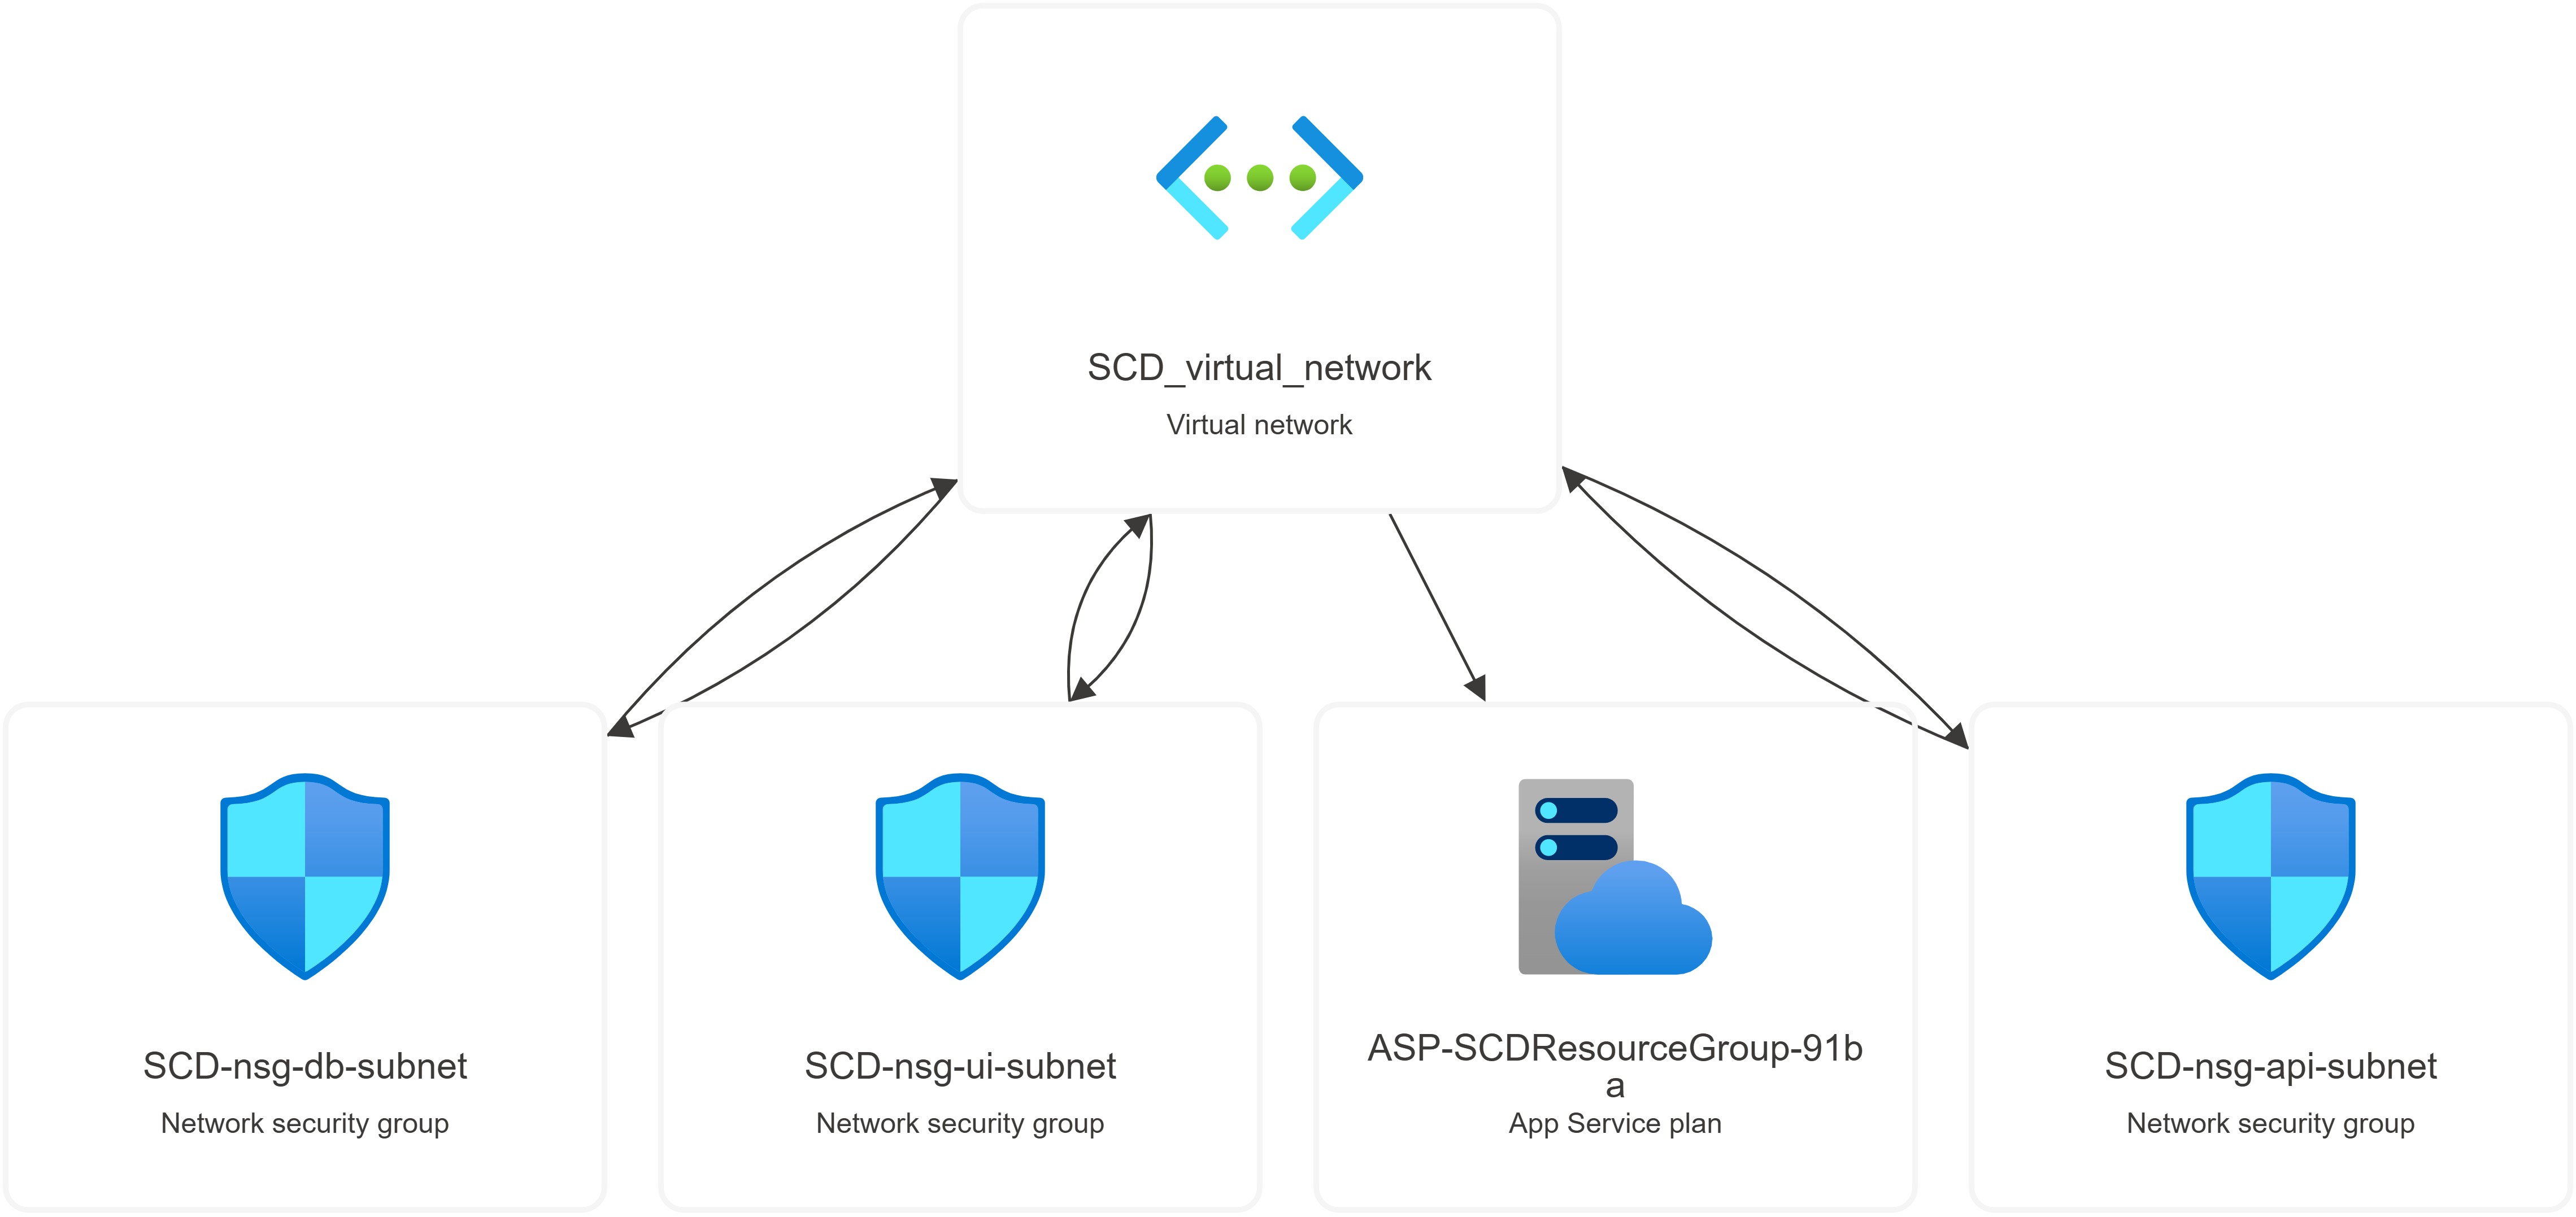 SCD_virtual_network
Virtual network
SCD-nsg-db-subnet
Network security group
SCD-nsg-ui-subnet
Network security group
ASP-SCDResourceGroup-91b
a
App Service plan
SCD-nsg-api-subnet
Network security group